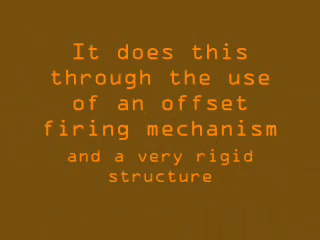 It does this
through the use
of an offset
firing mechanism
and a very rigid
structure